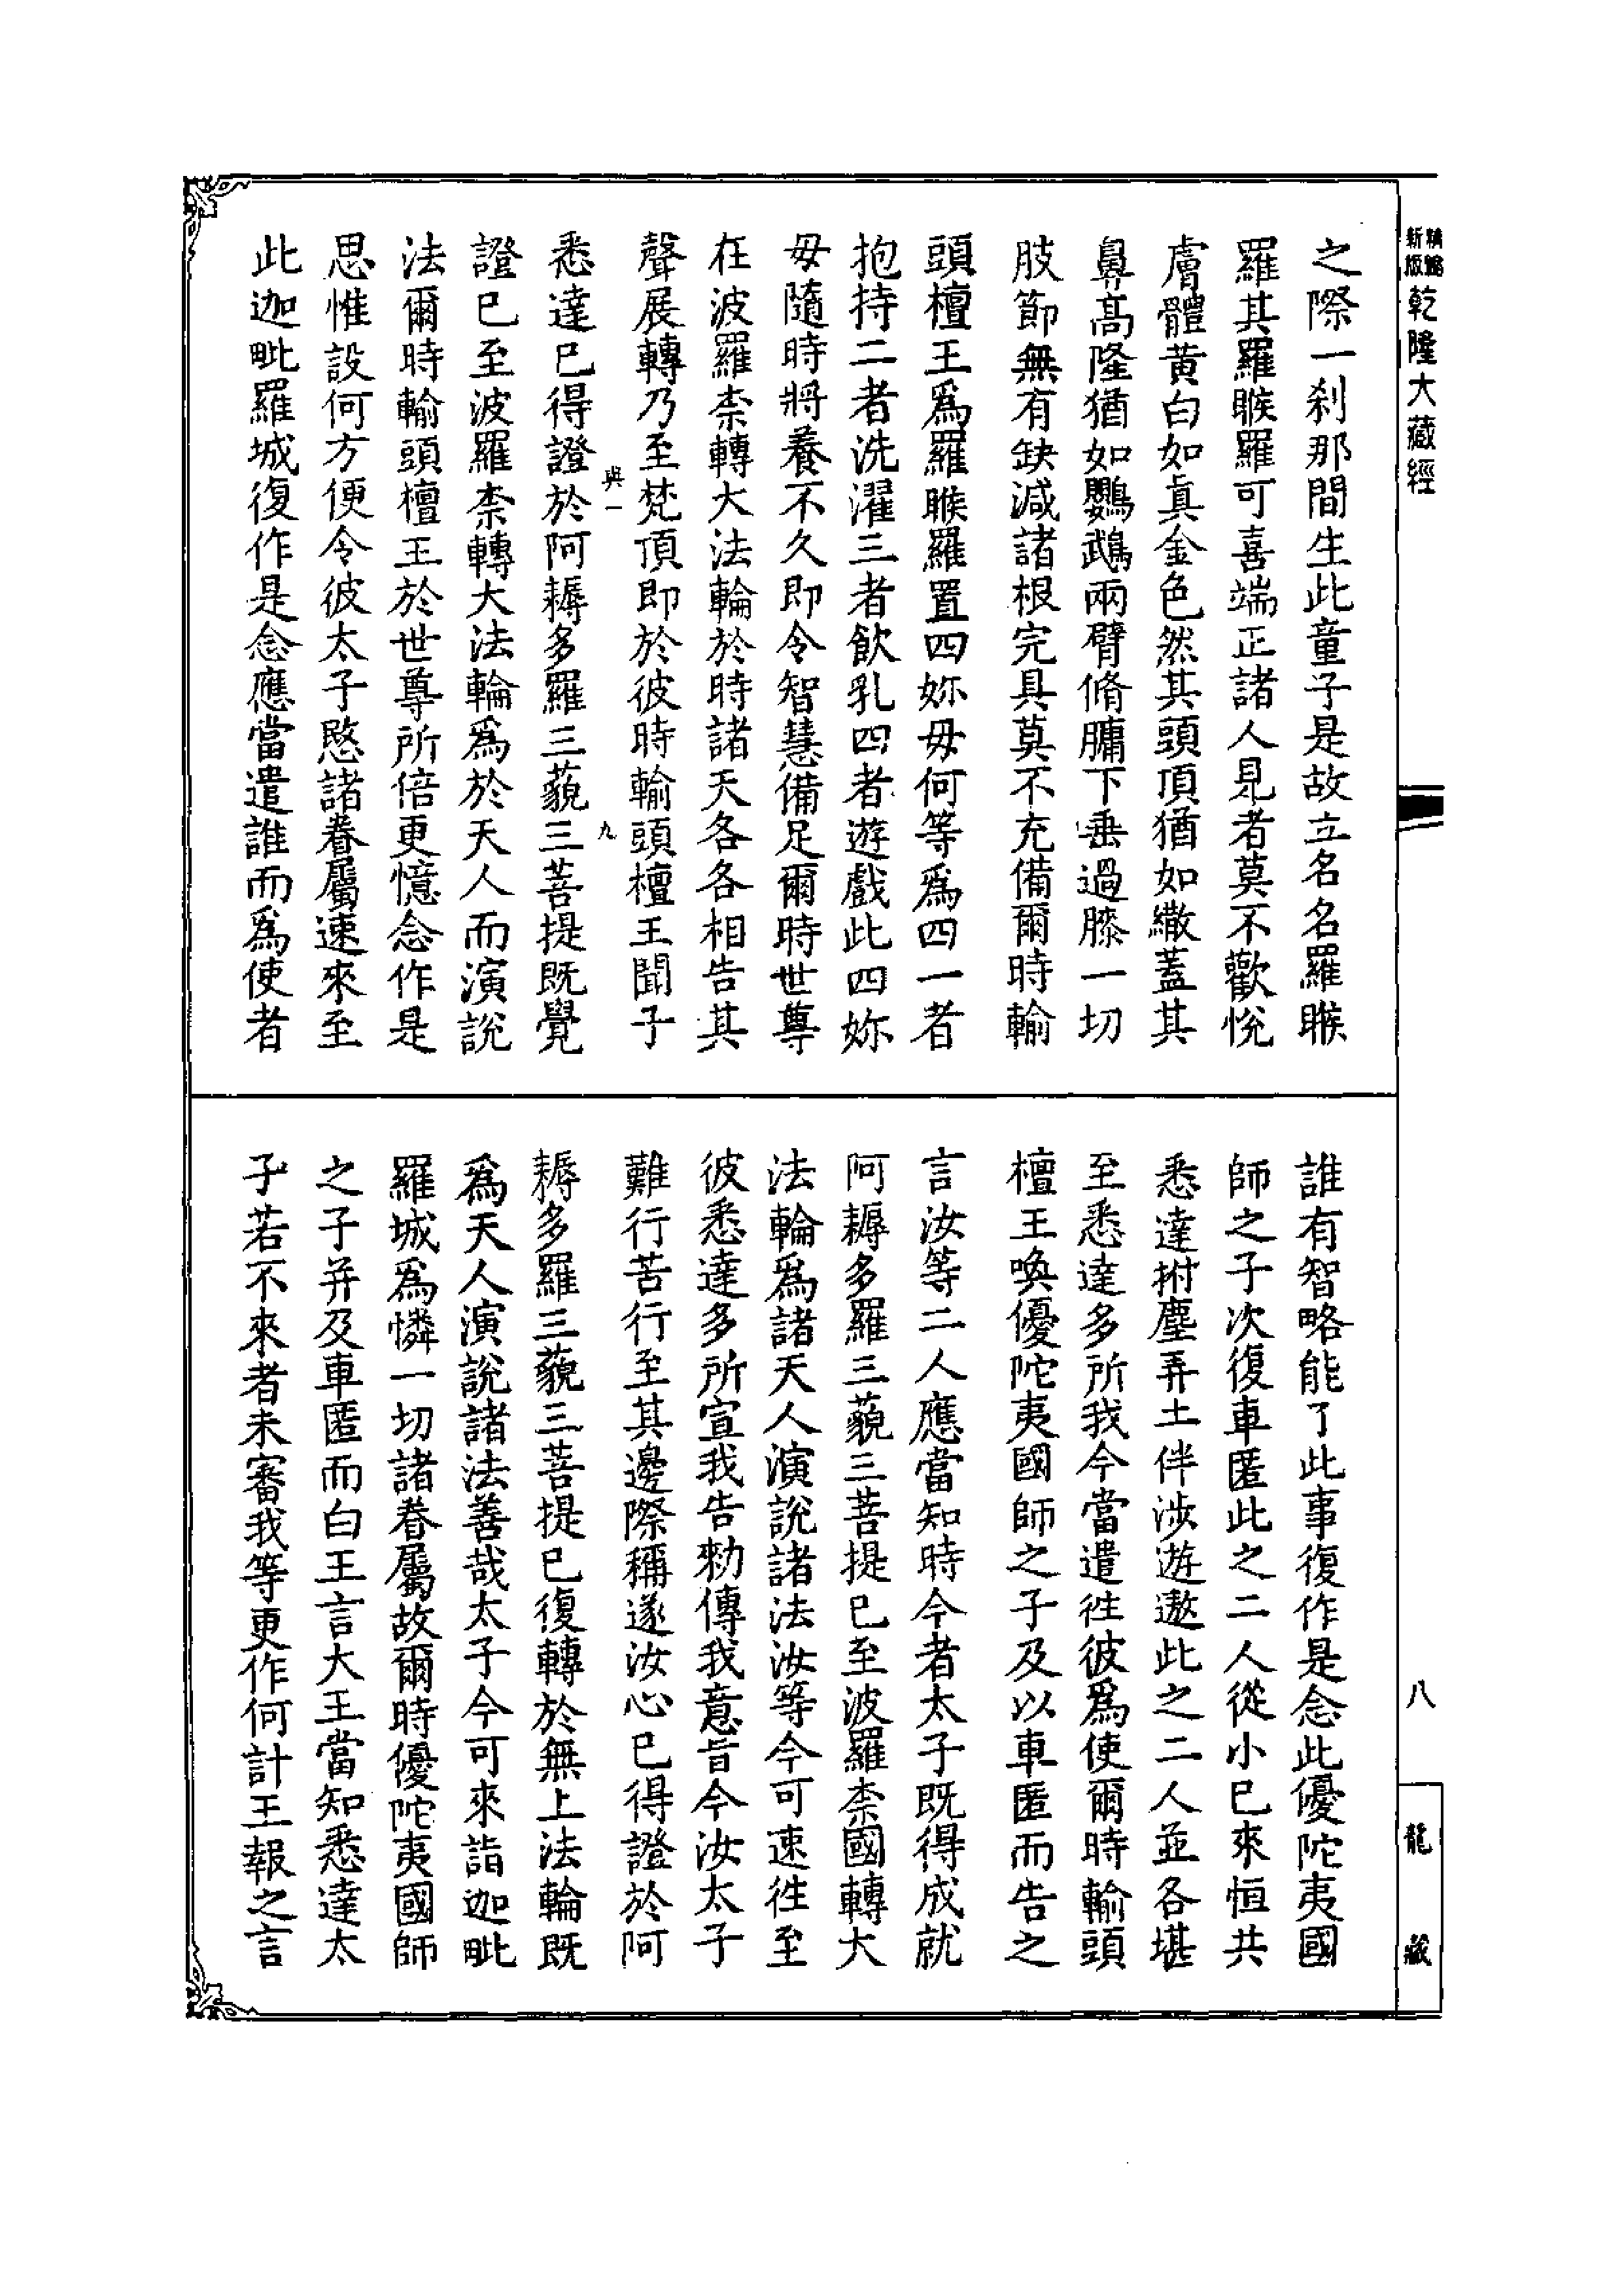 新版
精縮
乾隆大藏經
之際一刹那間生此童子是故立名名羅睺
羅其羅睺羅可喜端正諸人見者莫不歡悅
膚體黃白如眞金色然其頭頂猶如繖蓋其
鼻高隆猶如鸚鵡兩臂脩𦟛下垂過膝一切
肢節無有缺減諸根完具莫不充備爾時輸
頭檀王爲羅睺羅置四妳毋何等爲四一者
抱持二者洗濯三者飲乳四者遊戲此四妳
毋隨時將養不久即令智慧備足爾時世尊
在波羅柰轉大法輪於時諸天各各相告其
聲展轉乃至梵頂即於彼時輸頭檀王聞子
興一
九
悉達已得證於阿耨多羅三藐三菩提既覺
證已至波羅柰轉大法輪爲於天人而演說
法爾時輸頭檀王於世尊所倍更憶念作是
思惟設何方便令彼太子愍諸眷屬速來至
此迦毗羅城復作是念應當遣誰而爲使者
誰有智略能了此事復作是念此優陀夷國
師之子次復車匿此之二人從小已來恒共
悉達拊塵弄土伴涉遊遨此之二人並各堪
至悉達多所我今當遣徃彼爲使爾時輸頭
檀王喚優陀夷國師之子及以車匿而告之
言汝等二人應當知時今者太子既得成就
阿耨多羅三藐三菩提已至波羅柰國轉大
法輪爲諸天人演說諸法汝等今可速徃至
彼悉達多所宣我告勑傳我意旨今汝太子
難行苦行至其邊際稱遂汝心已得證於阿
耨多羅三藐三菩提已復轉於無上法輪既
爲天人演說諸法善哉太子今可來詣迦毗
羅城爲憐一切諸眷屬故爾時優陀夷國師
之子并及車匿而白王言大王當知悉達太
子若不來者未審我等更作何計王報之言
八
龍藏